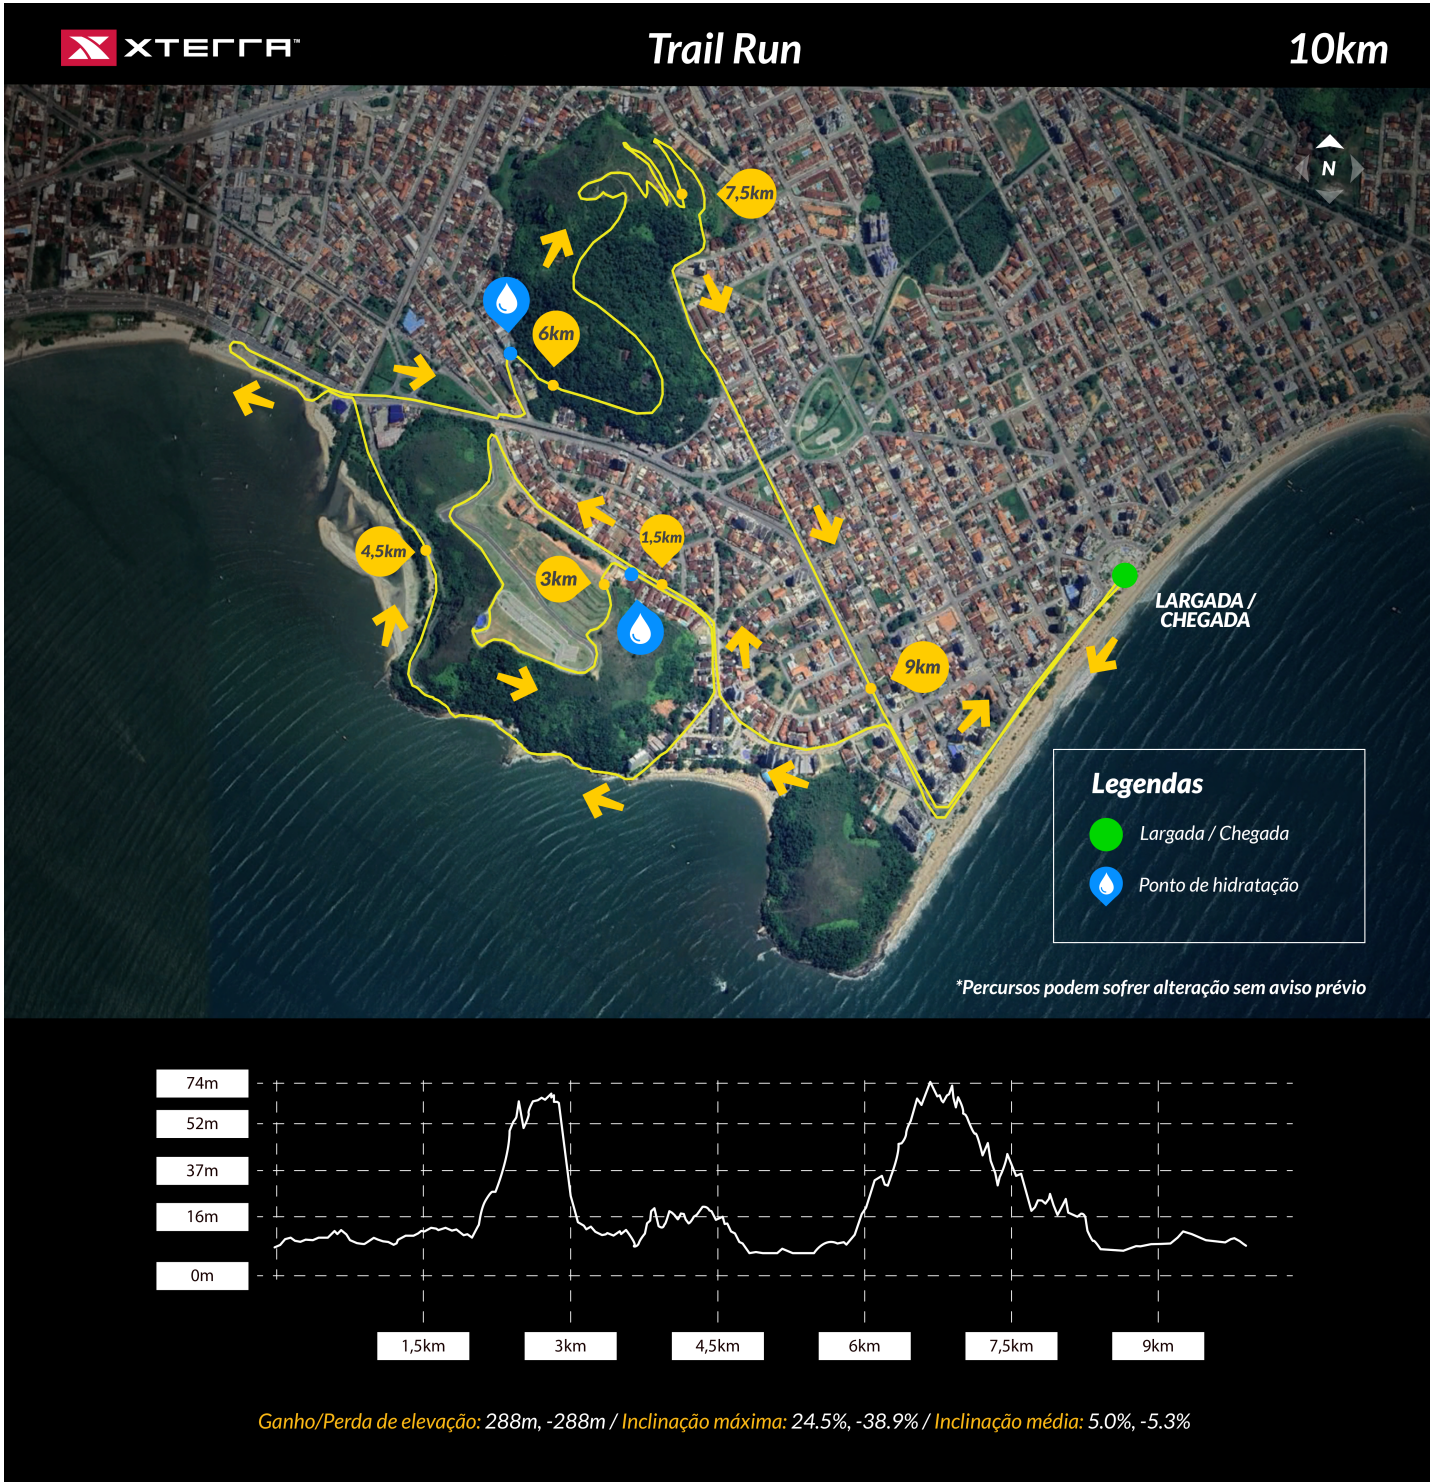 XTERRA™
Trail Run
10km
N
7,5km
6km
1,5km
4,5km
3km
LARGADA /
CHEGADA
9km
Legendas
Largada / Chegada
Ponto de hidratação
*Percursos podem sofrer alteração sem aviso prévio
74m
52m
37m
16m
0m
1,5km
3km
4,5km
6km
7,5km
9km
Ganho/Perda de elevação: 288m, -288m / Inclinação máxima: 24.5%, -38.9% / Inclinação média: 5.0%, -5.3%